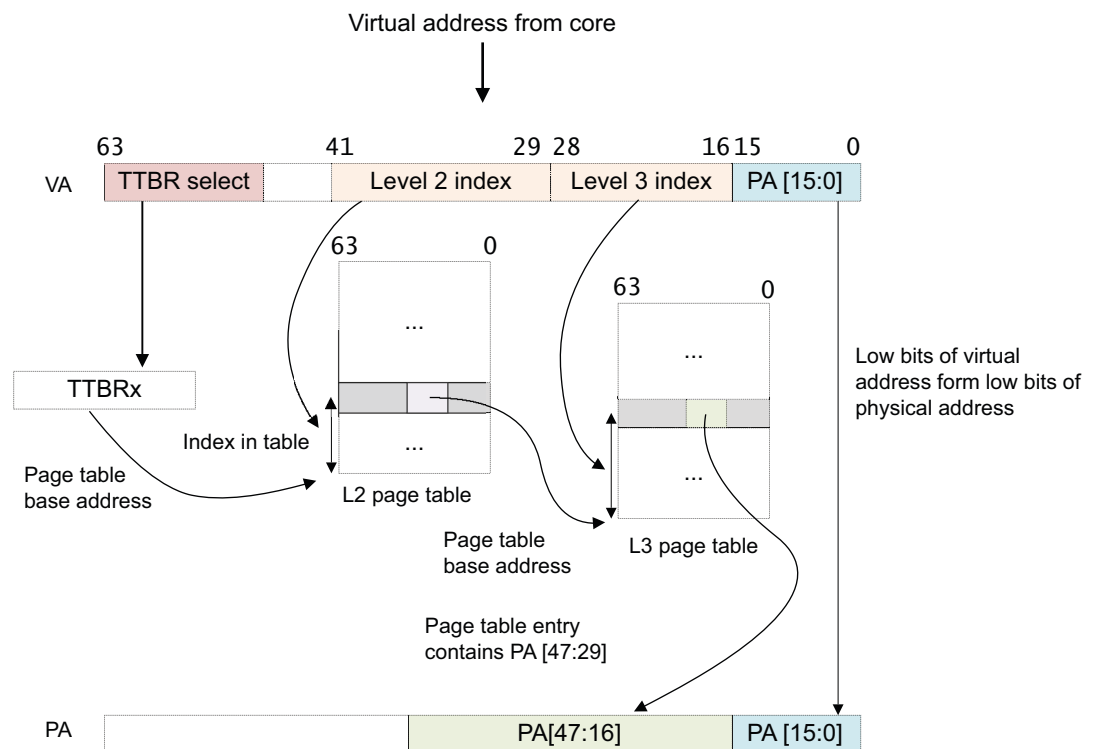 Virtual address from core
63 41 29 28 16 15 0
VA TTBR select Level 2 index Level 3 index PA [15:0]
63 0
63 0
...
...
Low bits of virtual
address form low bits of
physical address
TTBRx
Index in table
...
...
Page table
base address
L2 page table
Page table
base address
L3 page table
Page table entry
contains PA [47:29]
PA PA[47:16] PA [15:0]